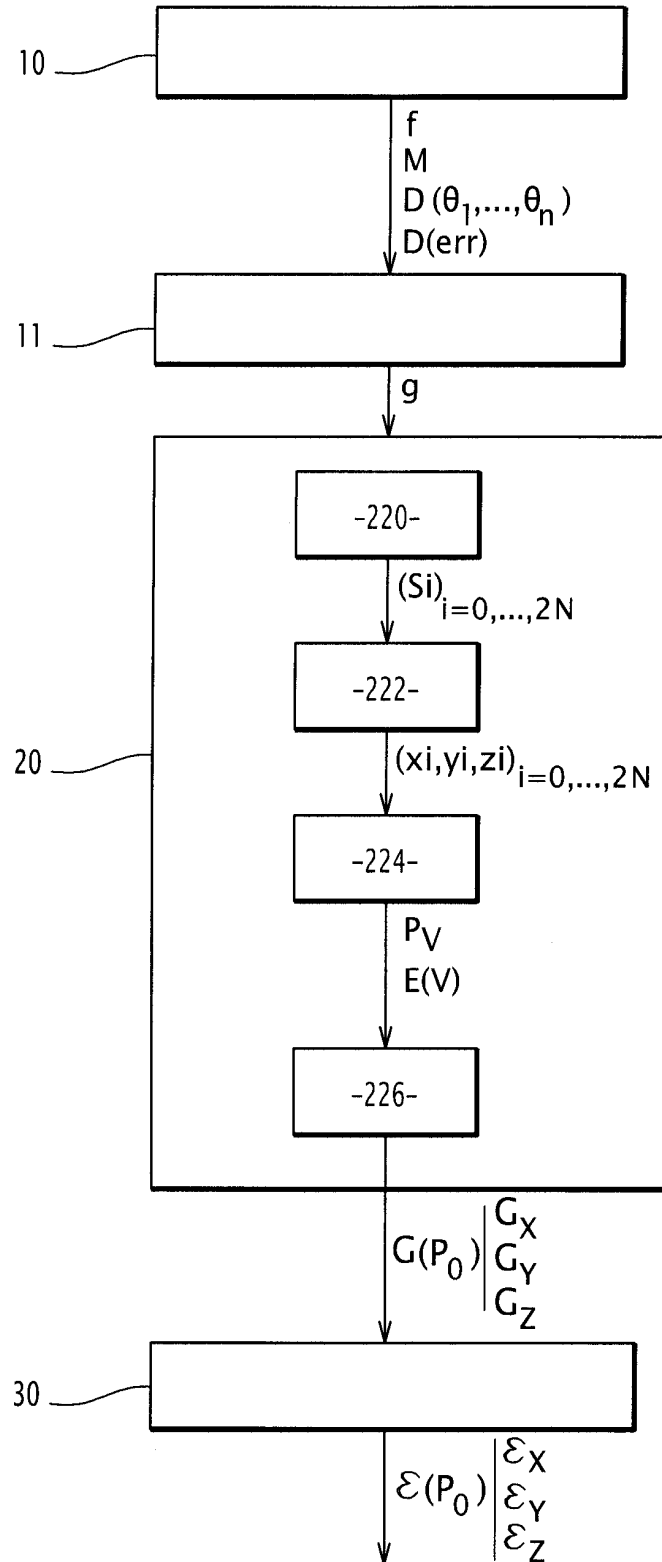 10
f
M
D(θ₁,...,θₙ)
D(err)
11
g
-220-
(Si)i=0,...,2N
-222-
20
(xi,yi,zi)i=0,...,2N
-224-
PV
E(V)
-226-
G(P₀) | GX
GY
GZ
30
ℰ(P₀) | ℰX
ℰY
ℰZ